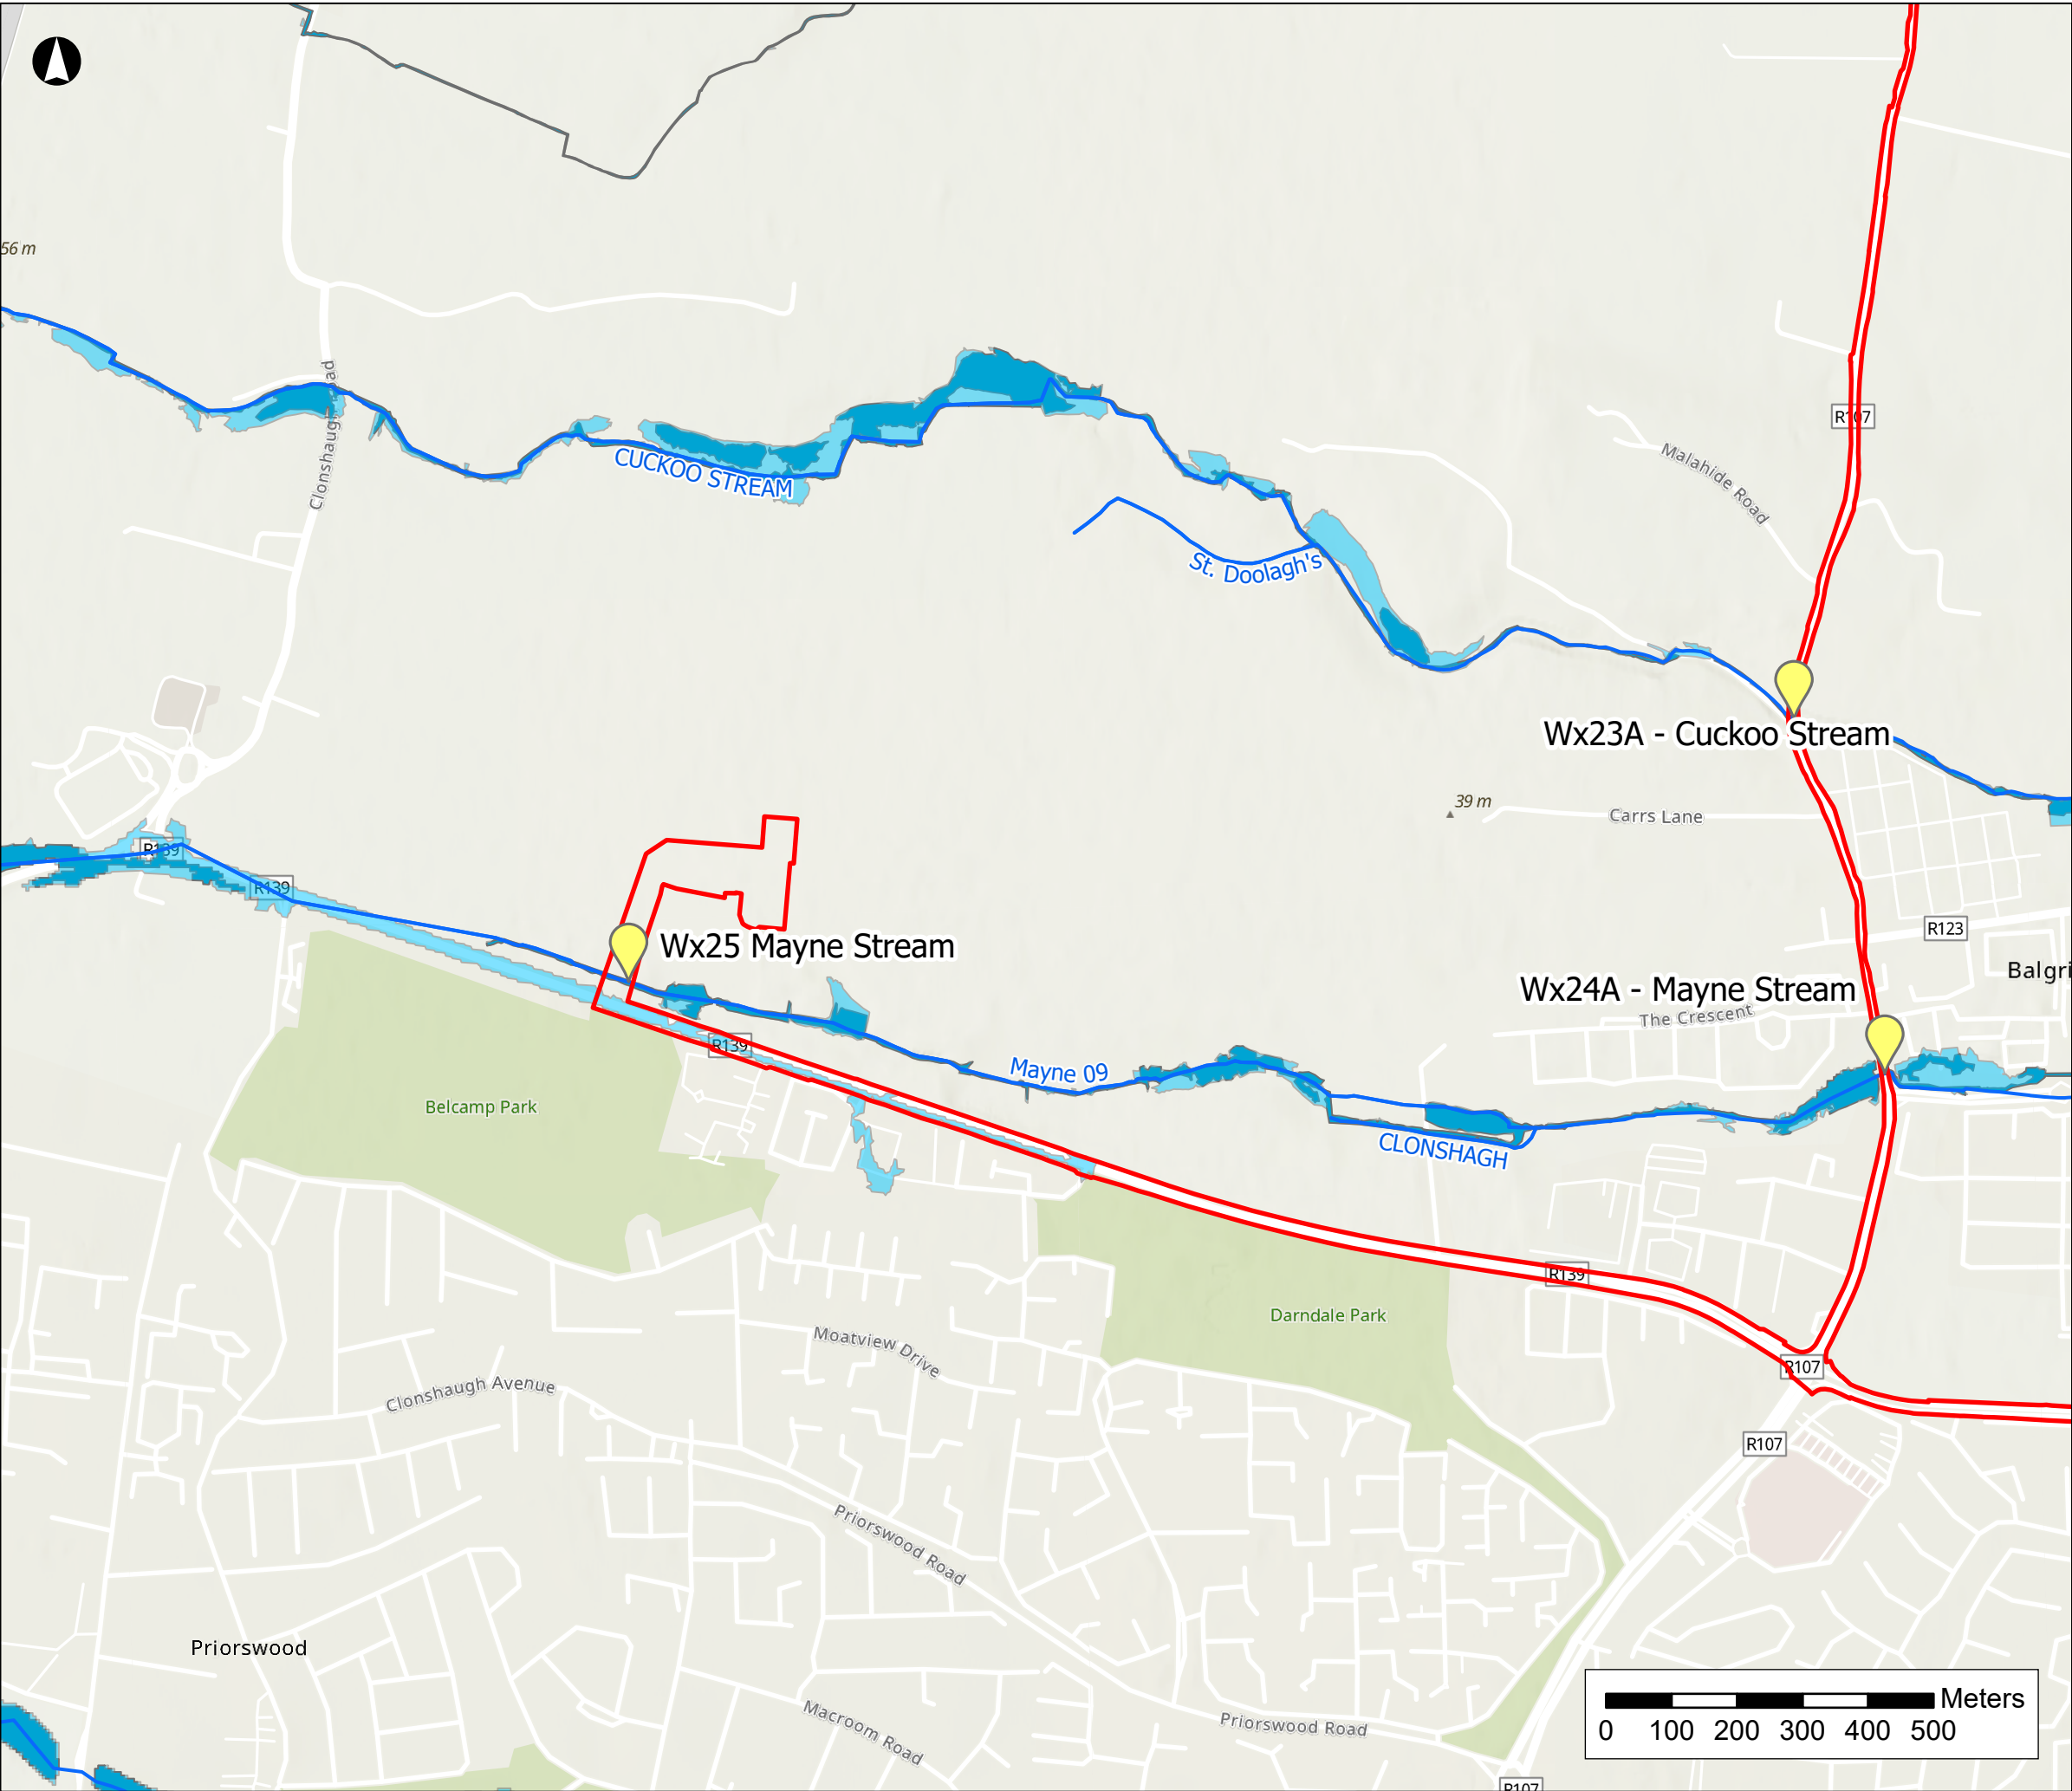 56 m
Clonshaugh Road
R107
Malahide Road
CUCKOO STREAM
St. Doolagh's
Wx23A - Cuckoo Stream
39 m
Carrs Lane
R139
R139
R123
Wx25 Mayne Stream
Balgri
Wx24A - Mayne Stream
The Crescent
R139
Mayne 09
Belcamp Park
CLONSHAGH
R139
Darndale Park
Moatview Drive
R107
Clonshaugh Avenue
R107
Priorswood Road
Priorswood
Meters
0 100 200 300 400 500
Macroom Road
Priorswood Road
R107